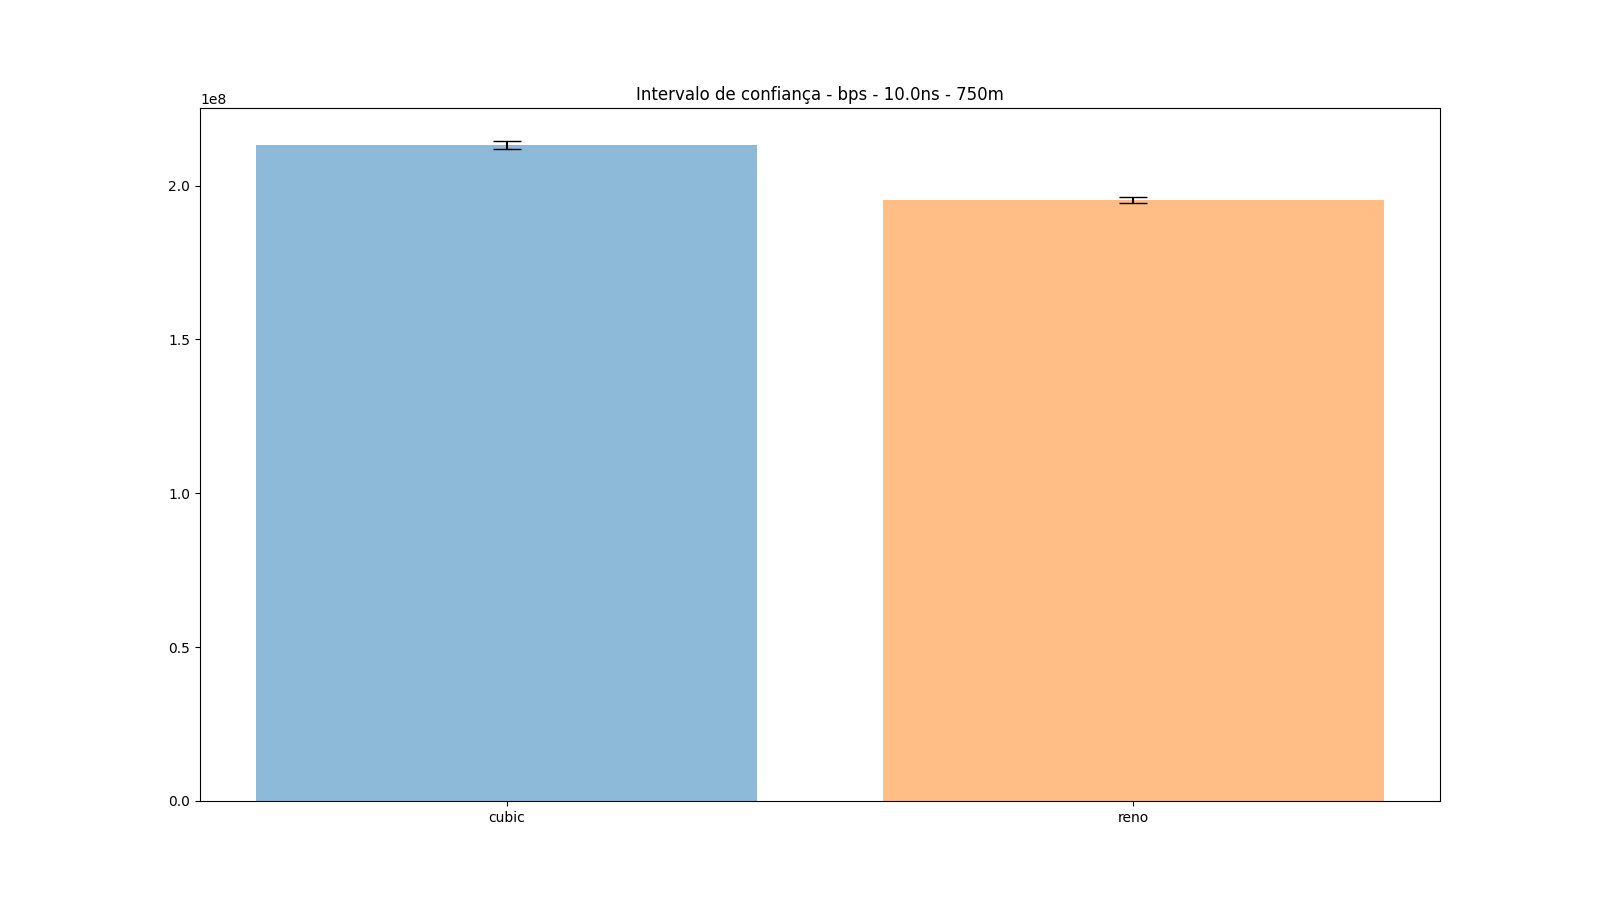 Intervalo de confiança - bps - 10.0ns - 750m
1e8
2.0
1.5
1.0
0.5
0.0
cubic
reno